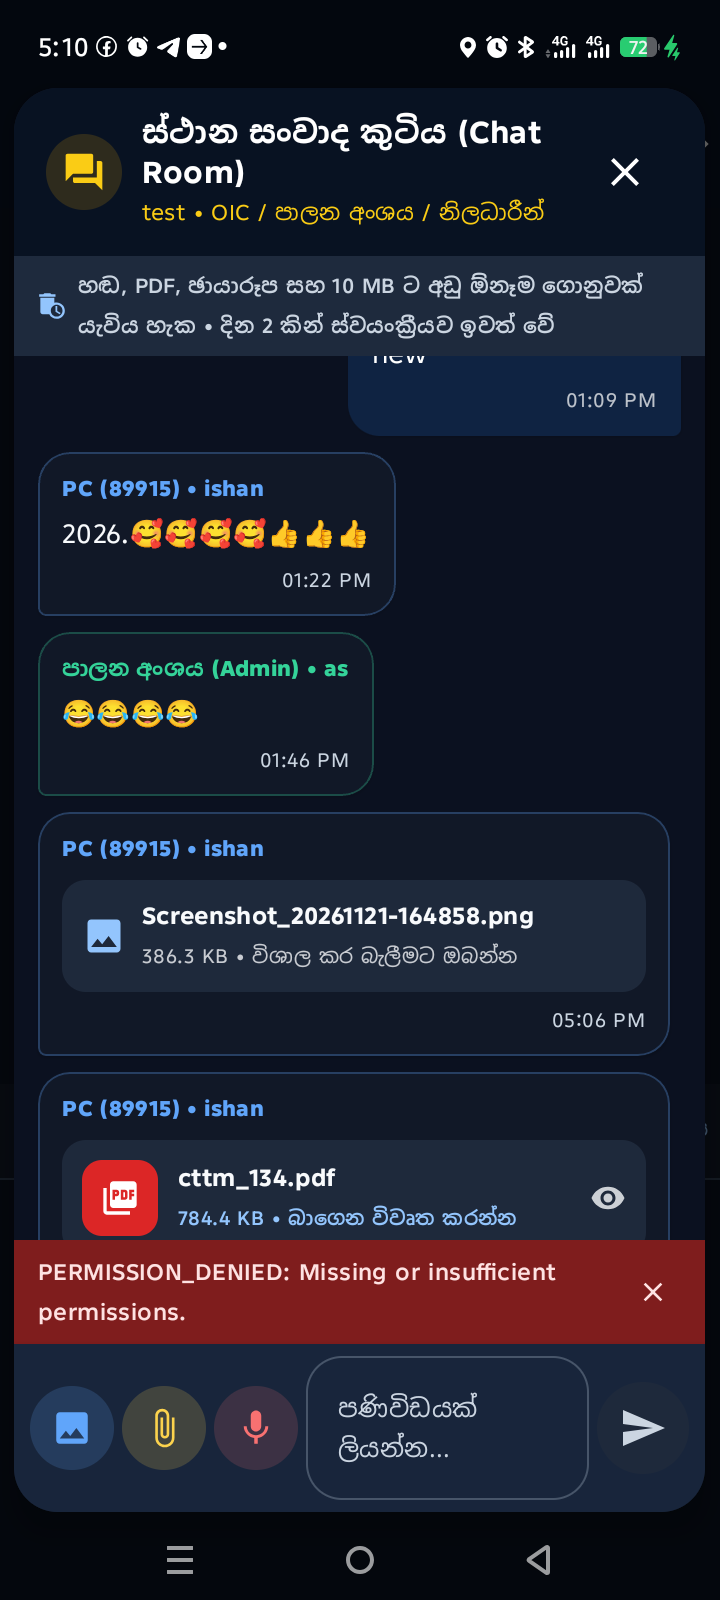 5:10 4G 4G 72
ස්ථාන සංවාද කුටිය (Chat
Room)
test • OIC / පාලන අංශය / නිලධාරීන්
හඬ, PDF, ඡායාරූප සහ 10 MB ට අඩු ඕනෑම ගොනුවක්
යැවිය හැක • දින 2 කින් ස්වයංක්‍රීයව ඉවත් වේ
new
01:09 PM
PC (89915) • ishan
2026.🥰🥰🥰🥰👍👍👍
01:22 PM
පාලන අංශය (Admin) • as
😂😂😂😂
01:46 PM
PC (89915) • ishan
Screenshot_20261121-164858.png
386.3 KB • විශාල කර බැලීමට ඔබන්න
05:06 PM
PC (89915) • ishan
PDF
cttm_134.pdf
784.4 KB • බාගෙන විවෘත කරන්න
PERMISSION_DENIED: Missing or insufficient
permissions.
පණිවිඩයක්
ලියන්න...